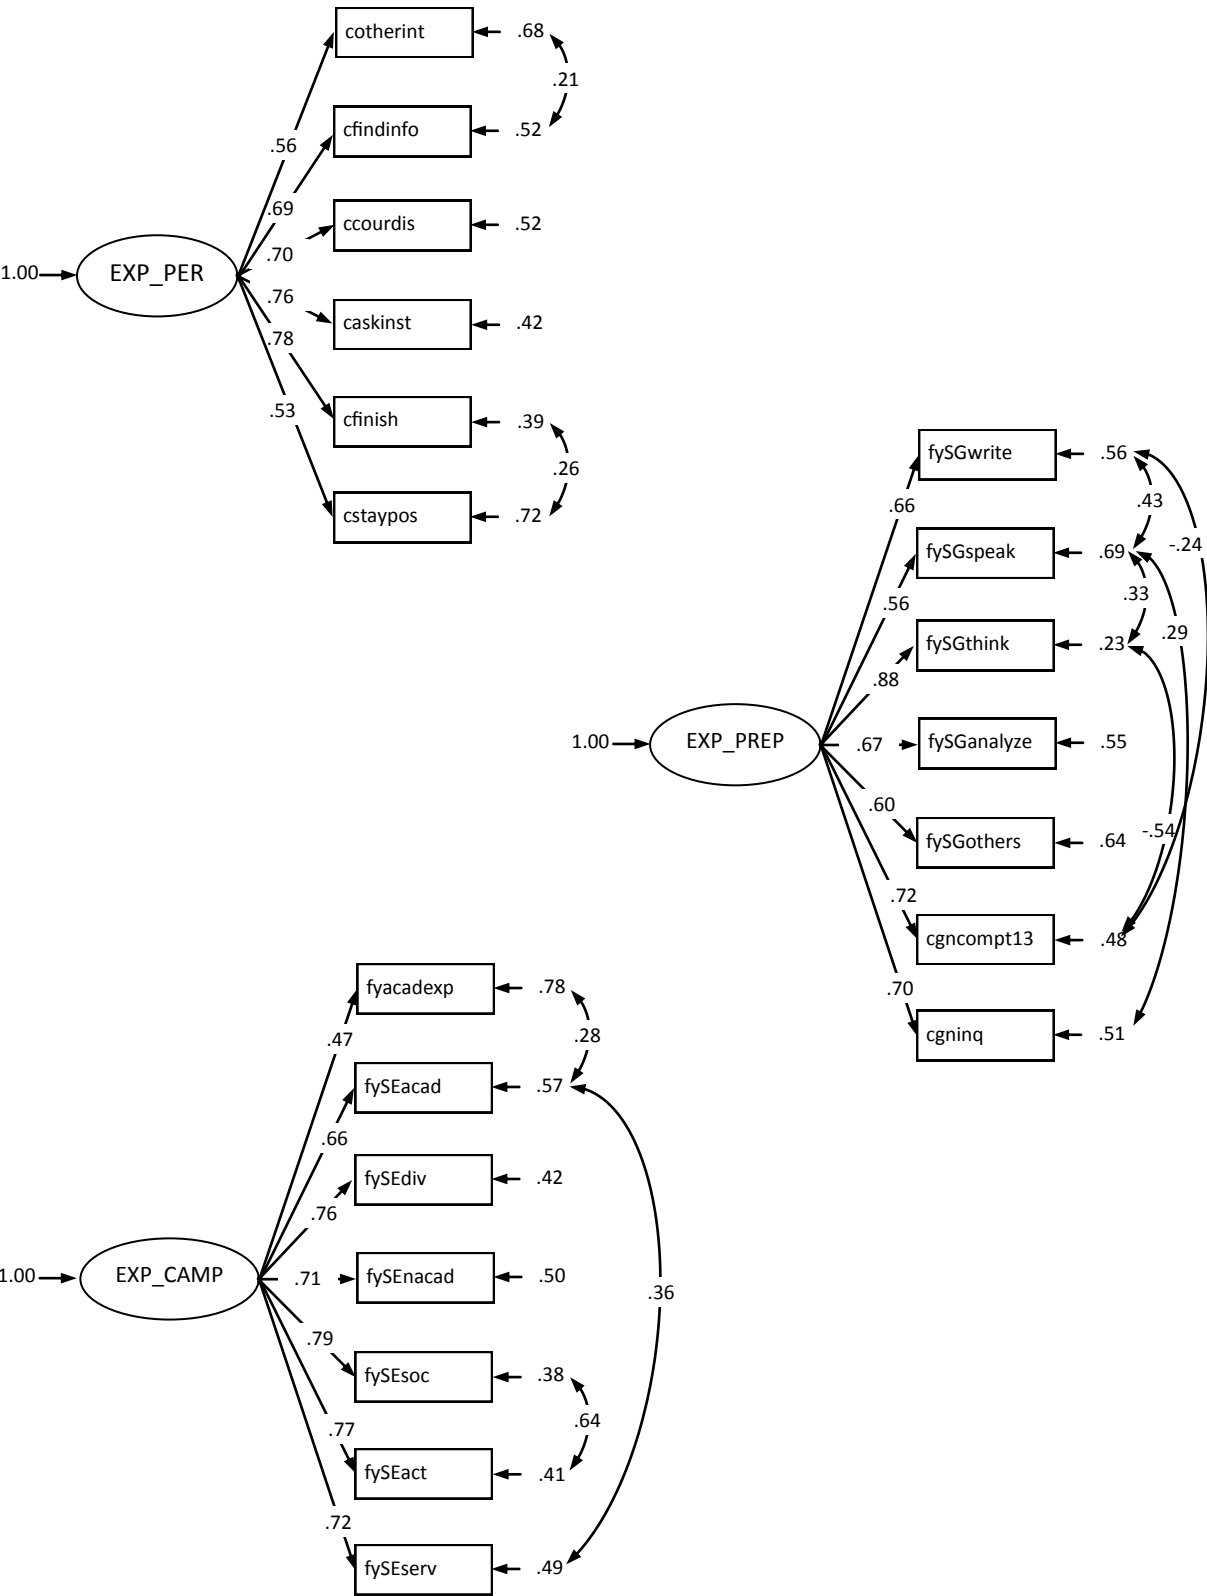 cotherint
.68
.21
cfindinfo
.52
.56
.69
ccourdis
.52
.70
1.00
EXP_PER
.76
caskinst
.42
.78
.53
cfinish
.39
.26
cstaypos
.72
fySGwrite
.56
.66
.43
fySGspeak
.69
-.24
.56
.33
fySGthink
.23
.29
.88
1.00
EXP_PREP
.67
fySGanalyze
.55
.60
fySGothers
.64
-.54
.72
cgncompt13
.48
.70
cgninq
.51
fyacadexp
.78
.47
.28
fySEacad
.57
.66
fySEdiv
.42
.76
1.00
EXP_CAMP
.71
fySEnacad
.50
.36
.79
fySEsoc
.38
.64
.77
fySEact
.41
.72
fySEserv
.49